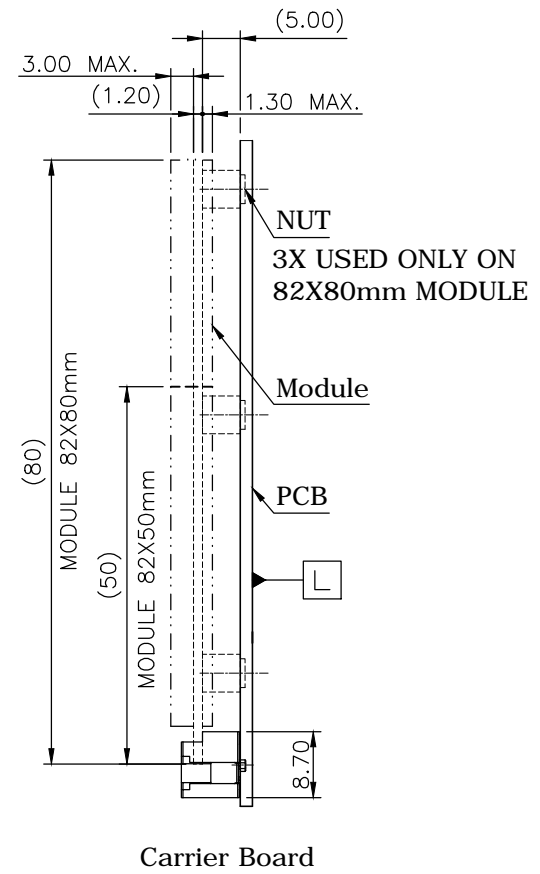 (5.00)
3.00 MAX.
(1.20)
1.30 MAX.
NUT
3X USED ONLY ON
82X80mm MODULE
Module
(80)
MODULE 82X80mm
PCB
(50)
MODULE 82X50mm
L
8.70
Carrier Board